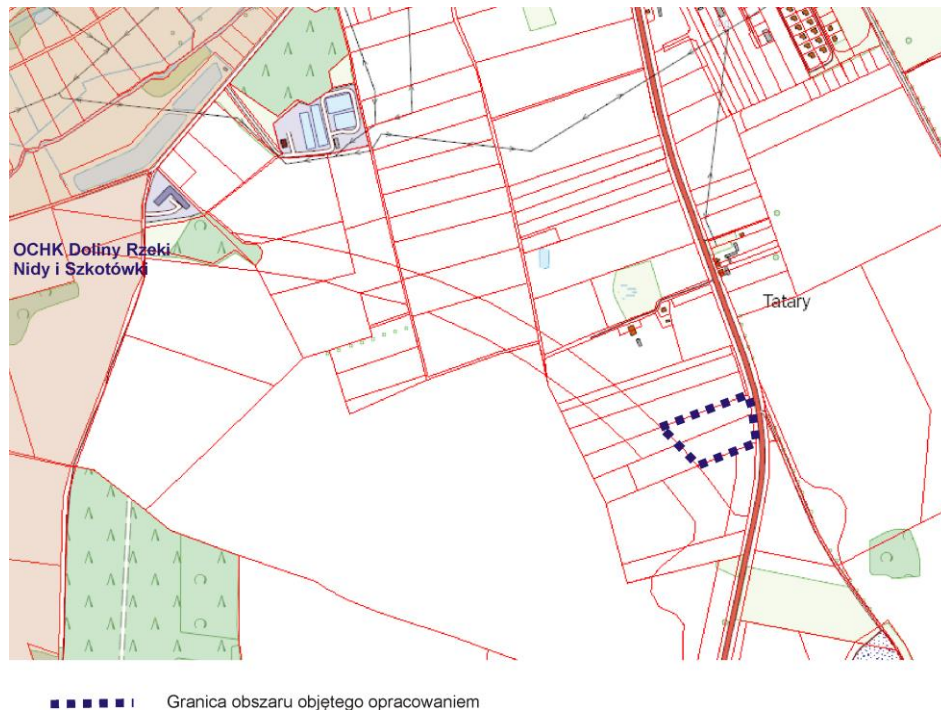 OCHK Doliny Rzeki
Nidy i Szkotówki
Tatary
Granica obszaru objętego opracowaniem